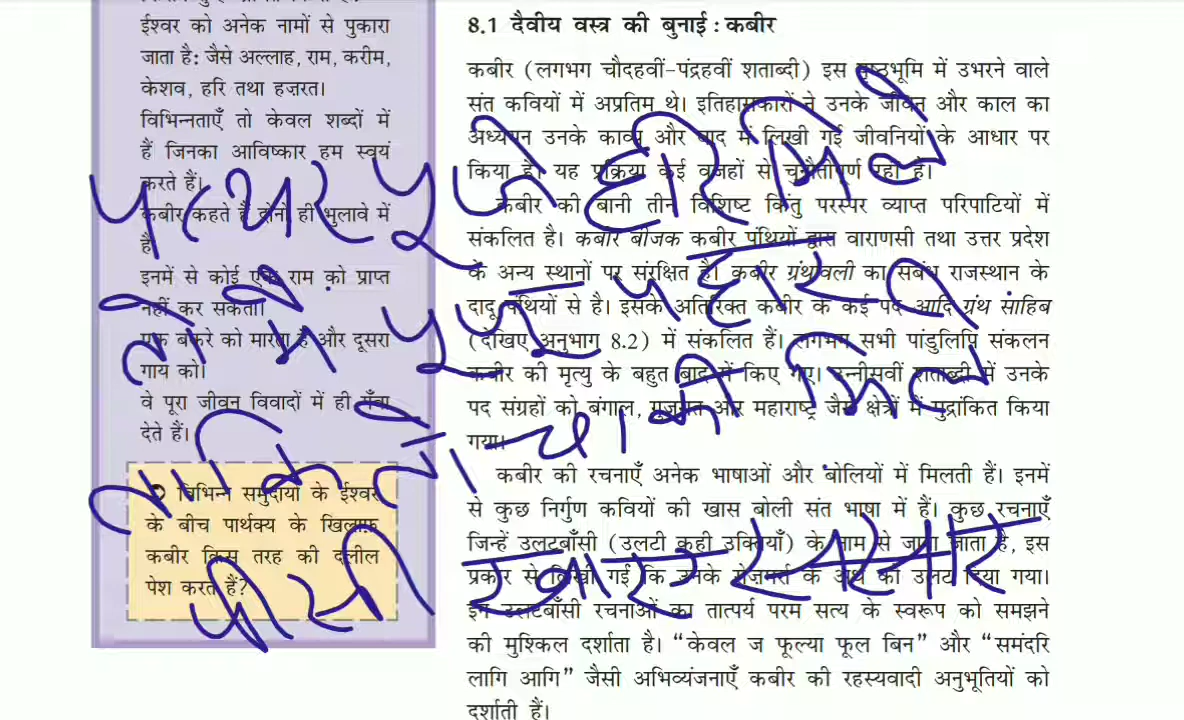 ईश्वर को अनेक नामों से पुकारा
जाता है: जैसे अल्लाह, राम, करीम,
केशव, हरि तथा हज़रत।
विभिन्नताएँ तो केवल शब्दों में
हैं जिनका आविष्कार हम स्वयं
करते हैं।
कबीर कहते हैं दोनों ही भुलावे में
हैं
इनमें से कोई एक राम को प्राप्त
नहीं कर सकता।
एक बकरे को मारता है और दूसरा
गाय को।
वे पूरा जीवन विवादों में ही गँवा
देते हैं।
विभिन्न समुदायों के ईश्वर
के बीच पार्थक्य के खिलाफ़
कबीर किस तरह की दलील
पेश करते हैं?
8.1 दैवीय वस्त्र की बुनाई : कबीर
कबीर (लगभग चौदहवीं-पंद्रहवीं शताब्दी) इस पृष्ठभूमि में उभरने वाले
संत कवियों में अप्रतिम थे। इतिहासकारों ने उनके जीवन और काल का
अध्ययन उनके काव्य और बाद में लिखी गई जीवनियों के आधार पर
किया है। यह प्रक्रिया कई वजहों से चुनौतीपूर्ण रही है।
कबीर की बानी तीन विशिष्ट किंतु परस्पर व्याप्त परिपाटियों में
संकलित है। कबीर बीजक कबीर पंथियों द्वारा वाराणसी तथा उत्तर प्रदेश
के अन्य स्थानों पर संरक्षित है। कबीर ग्रंथावली का संबंध राजस्थान के
दादू पंथियों से है। इसके अतिरिक्त कबीर के कई पद आदि ग्रंथ साहिब
(देखिए अनुभाग 8.2) में संकलित हैं। लगभग सभी पांडुलिपि संकलन
कबीर की मृत्यु के बहुत बाद में किए गए। उन्नीसवीं शताब्दी में उनके
पद संग्रहों को बंगाल, गुजरात और महाराष्ट्र जैसे क्षेत्रों में मुद्रांकित किया
गया।
कबीर की रचनाएँ अनेक भाषाओं और बोलियों में मिलती हैं। इनमें
से कुछ निर्गुण कवियों की खास बोली संत भाषा में हैं। कुछ रचनाएँ
जिन्हें उलटबाँसी (उलटी कही उक्तियाँ) के नाम से जाना जाता है, इस
प्रकार से लिखी गईं कि उनके रोज़मर्रा के अर्थ को उलट दिया गया।
इन उलटबाँसी रचनाओं का तात्पर्य परम सत्य के स्वरूप को समझने
की मुश्किल दर्शाता है। “केवल ज फूल्या फूल बिन” और “समंदरि
लागि आगि” जैसी अभिव्यंजनाएँ कबीर की रहस्यवादी अनुभूतियों को
दर्शाती हैं।
पत्थर पुजे हरि मिले
तो मे पुजू पहार